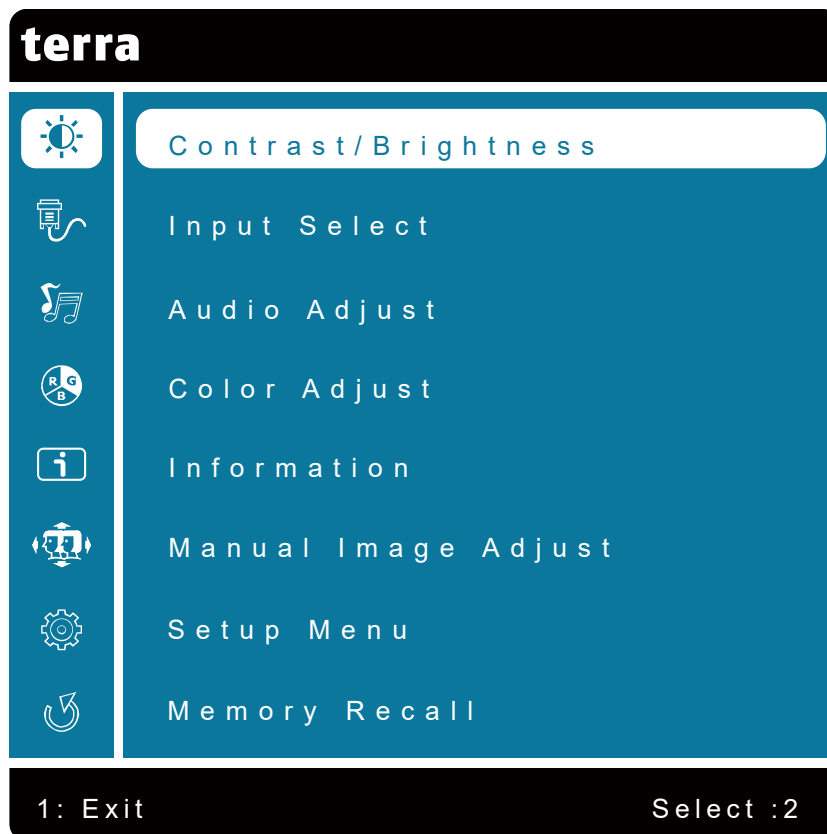 terra
Contrast/Brightness
Input Select
Audio Adjust
R G
B
Color Adjust
i
Information
Manual Image Adjust
Setup Menu
Memory Recall
1: Exit Select :2